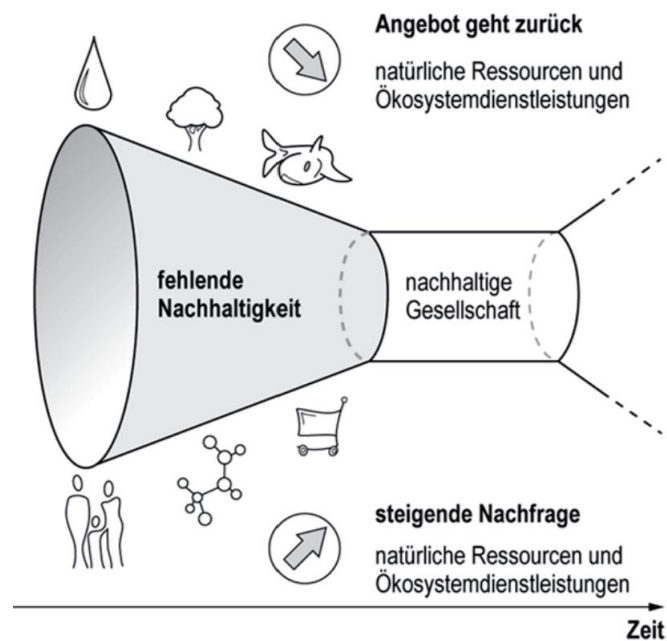 Angebot geht zurück
natürliche Ressourcen und
Ökosystemdienstleistungen
fehlende
Nachhaltigkeit
nachhaltige
Gesellschaft
steigende Nachfrage
natürliche Ressourcen und
Ökosystemdienstleistungen
Zeit